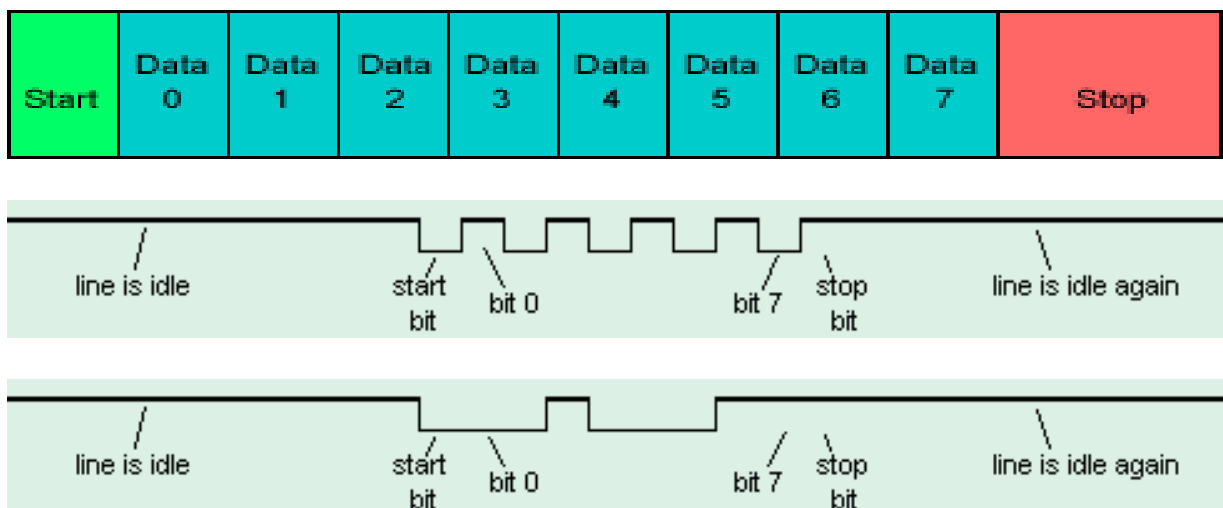 Start Data 0 Data 1 Data 2 Data 3 Data 4 Data 5 Data 6 Data 7 Stop
line is idle start bit bit 0 bit 7 stop bit line is idle again
line is idle start bit bit 0 bit 7 stop bit line is idle again